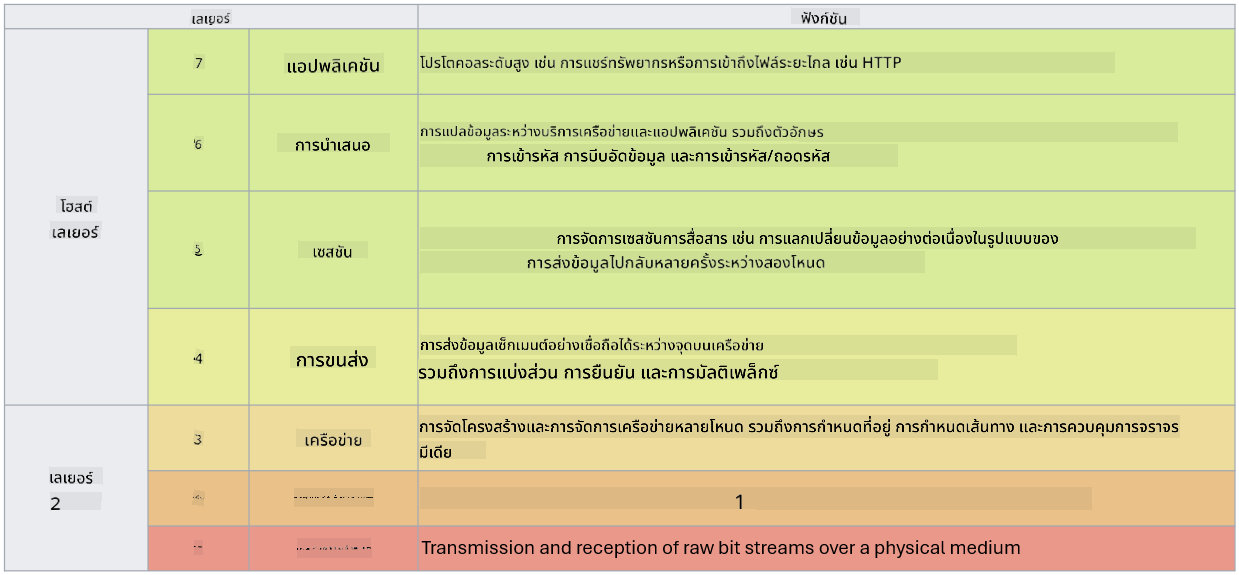 เลเยอร์
ฟังก์ชัน
โฮสต์
เลเยอร์
7
แอปพลิเคชัน
โปรโตคอลระดับสูง เช่น การแชร์ทรัพยากรหรือการเข้าถึงไฟล์ระยะไกล เช่น HTTP
6
การนำเสนอ
การแปลข้อมูลระหว่างบริการเครือข่ายและแอปพลิเคชัน รวมถึงตัวอักษร
การเข้ารหัส การบีบอัดข้อมูล และการเข้ารหัส/ถอดรหัส
5
เซสชัน
การจัดการเซสชันการสื่อสาร เช่น การแลกเปลี่ยนข้อมูลอย่างต่อเนื่องในรูปแบบของ
การส่งข้อมูลไปกลับหลายครั้งระหว่างสองโหนด
4
การขนส่ง
การส่งข้อมูลเซ็กเมนต์อย่างเชื่อถือได้ระหว่างจุดบนเครือข่าย
รวมถึงการแบ่งส่วน การยืนยัน และการมัลติเพล็กซ์
เลเยอร์
2
3
เครือข่าย
การจัดโครงสร้างและการจัดการเครือข่ายหลายโหนด รวมถึงการกำหนดที่อยู่ การกำหนดเส้นทาง และการควบคุมการจราจร
มีเดีย
1
Transmission and reception of raw bit streams over a physical medium